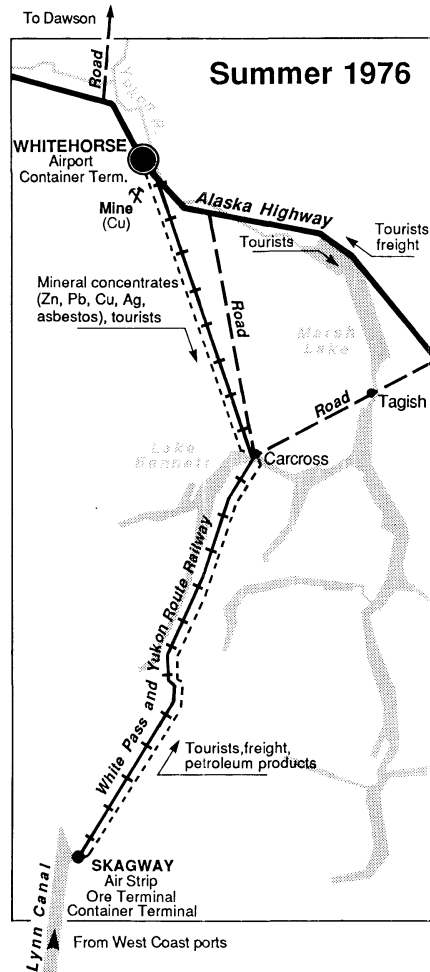 To Dawson
Road
Yukon R.
Summer 1976
WHITEHORSE
Airport
Container Term.
Mine
(Cu)
Alaska Highway
Tourists
freight
Tourists
Mineral concentrates
(Zn, Pb, Cu, Ag,
asbestos), tourists
Road
Marsh
Lake
Road
Tagish
Lake
Bennett
Carcross
White Pass and Yukon Route Railway
Tourists,freight,
petroleum products
SKAGWAY
Air Strip
Ore Terminal
Container Terminal
Lynn Canal
From West Coast ports